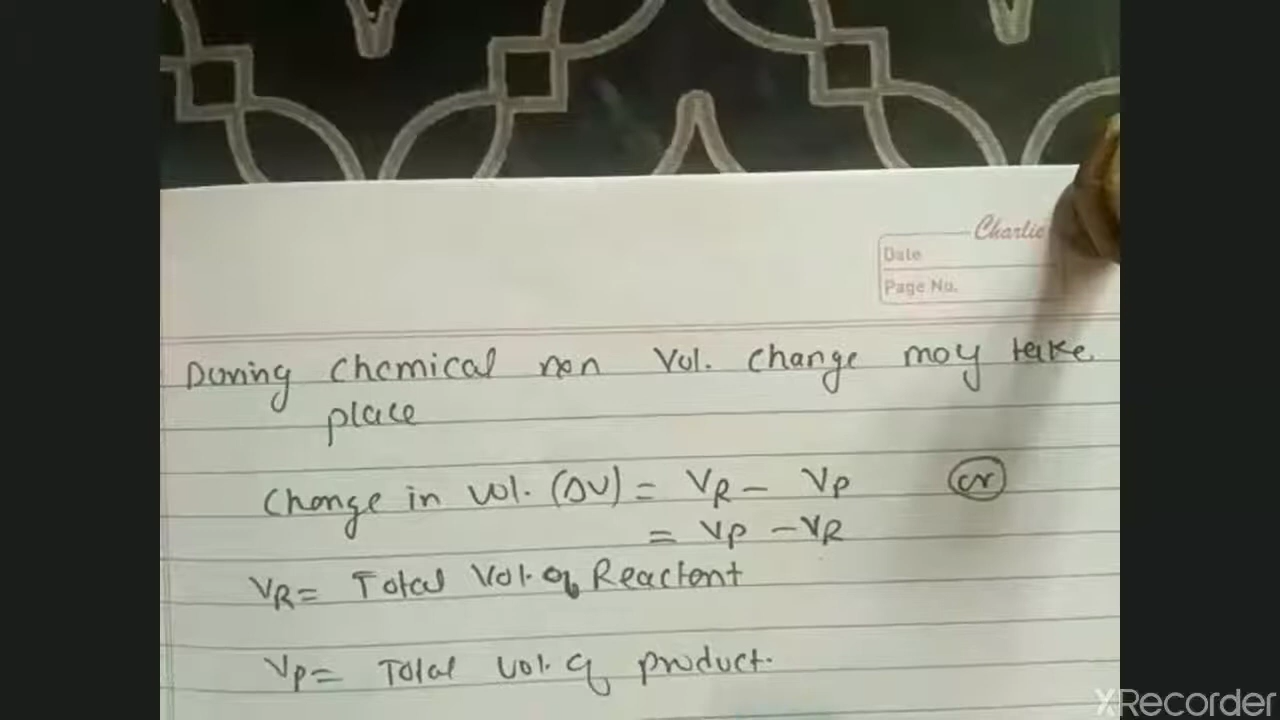 Charlie
Date
Page No.
During Chemical rxn Vol. change may take
place
Change in vol. (ΔV) = VR - VP or
= VP - VR
VR = Total Vol. of Reactant
VP = Total vol. of product.
XRecorder